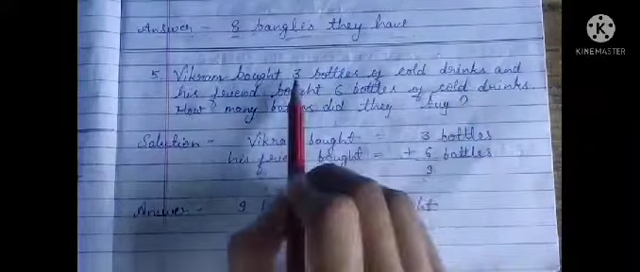 Answer - 8 bangles they have
5. Vikram bought 3 bottles of cold drinks and
his friend bought 6 bottles of cold drinks.
How many bottles did they buy?
Solution - Vikram bought = 3 bottles
his friend bought = + 6 bottles
9
Answer - 9
KINEMASTER